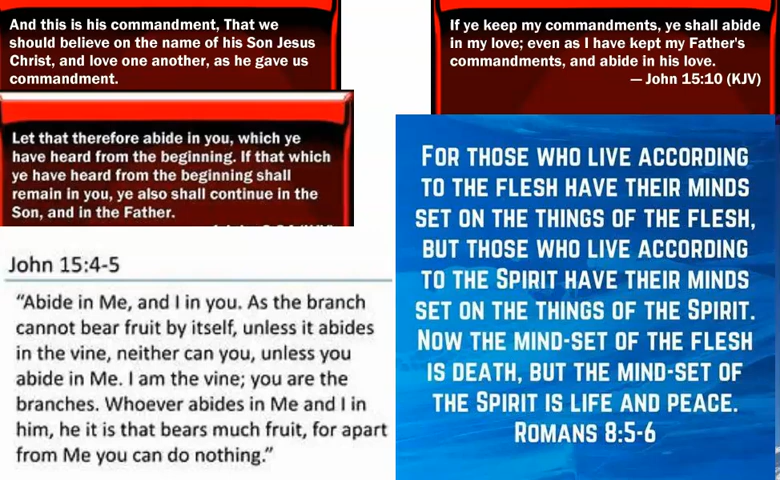 And this is his commandment, That we
should believe on the name of his Son Jesus
Christ, and love one another, as he gave us
commandment.
Let that therefore abide in you, which ye
have heard from the beginning. If that which
ye have heard from the beginning shall
remain in you, ye also shall continue in the
Son, and in the Father.
John 15:4-5
“Abide in Me, and I in you. As the branch
cannot bear fruit by itself, unless it abides
in the vine, neither can you, unless you
abide in Me. I am the vine; you are the
branches. Whoever abides in Me and I in
him, he it is that bears much fruit, for apart
from Me you can do nothing.”
If ye keep my commandments, ye shall abide
in my love; even as I have kept my Father's
commandments, and abide in his love.
— John 15:10 (KJV)
For those who live according
to the flesh have their minds
set on the things of the flesh,
but those who live according
to the Spirit have their minds
set on the things of the Spirit.
Now the mind-set of the flesh
is death, but the mind-set of
the Spirit is life and peace.
Romans 8:5-6